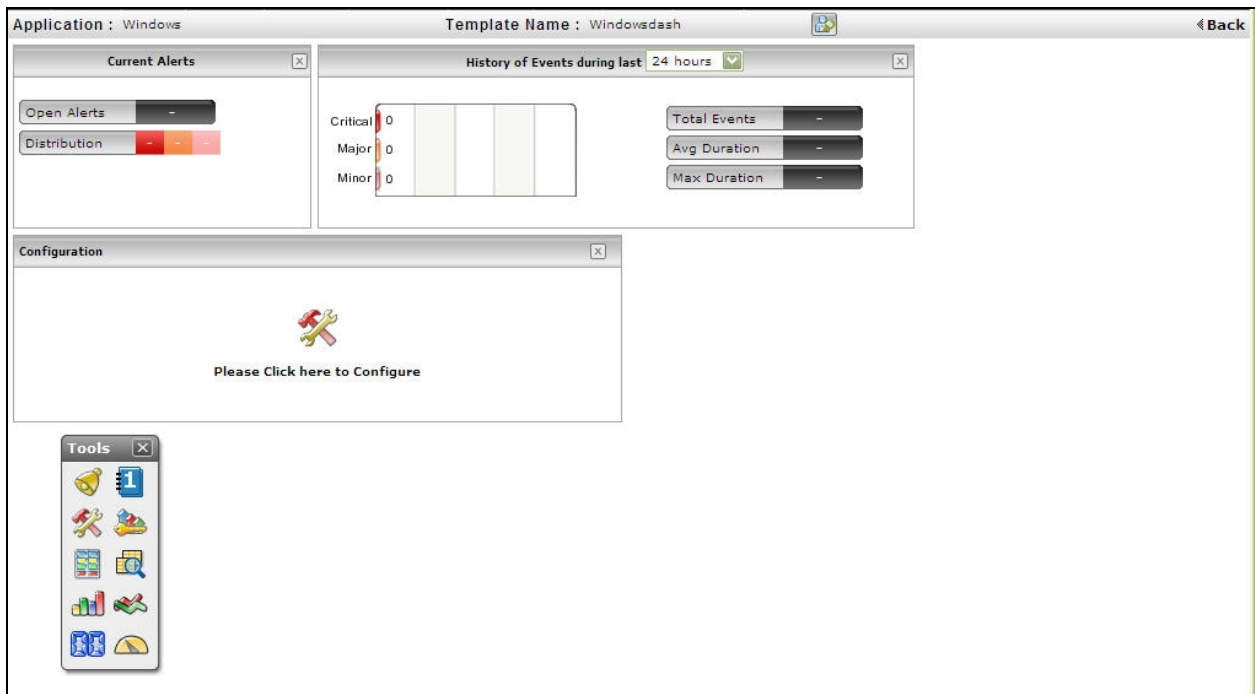 Application : Windows
Template Name : Windowsdash
Back
Current Alerts
Open Alerts -
Distribution - - -
History of Events during last 24 hours
Critical 0
Major 0
Minor 0
Total Events -
Avg Duration -
Max Duration -
Configuration
Please Click here to Configure
Tools
1